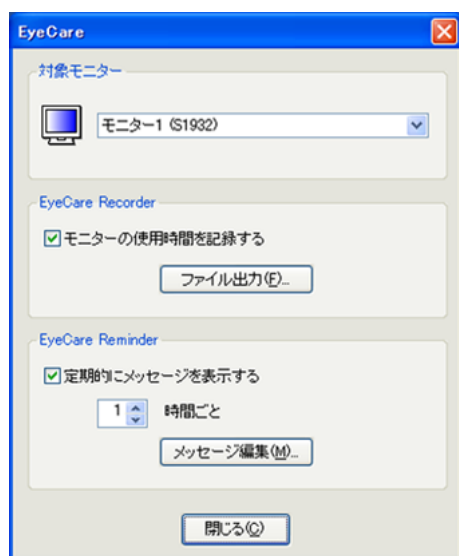 EyeCare
対象モニター
モニター1 (S1932)
EyeCare Recorder
モニターの使用時間を記録する
ファイル出力(F)...
EyeCare Reminder
定期的にメッセージを表示する
1 時間ごと
メッセージ編集(M)...
閉じる(C)